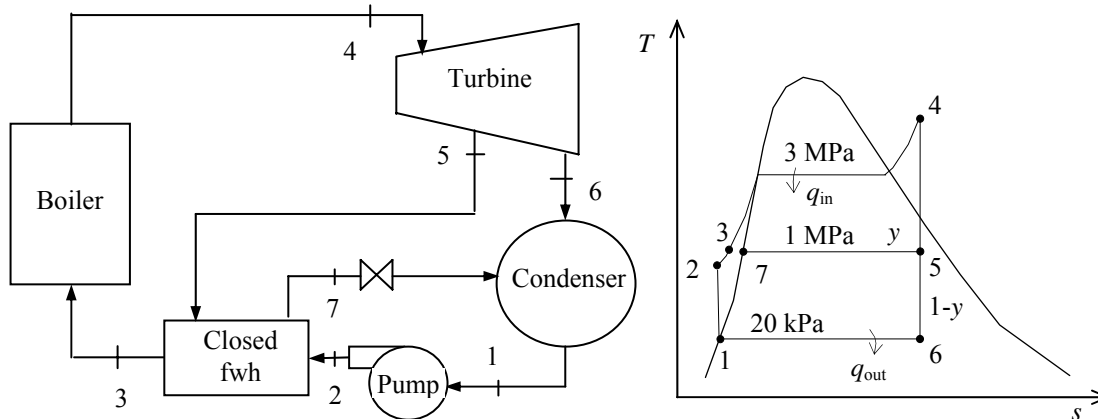 4
Turbine
5
6
Boiler
7
Condenser
Closed
fwh
3
2
Pump
1
T
4
3 MPa
q_in
3
1 MPa
y
2
7
5
1-y
20 kPa
1
6
q_out
s